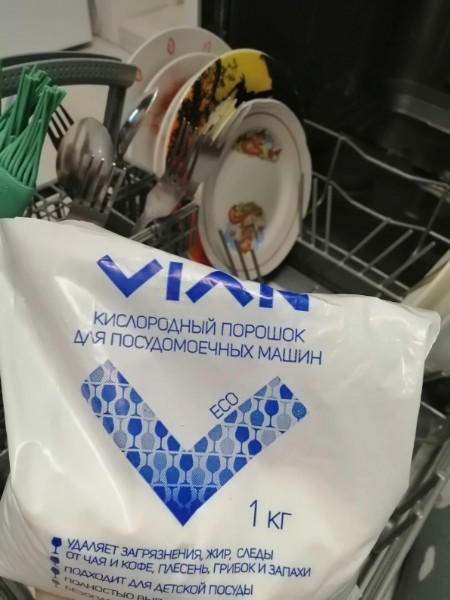 VIAN
КИСЛОРОДНЫЙ ПОРОШОК
ДЛЯ ПОСУДОМОЕЧНЫХ МАШИН
ECO
1 КГ
УДАЛЯЕТ ЗАГРЯЗНЕНИЯ, ЖИР, СЛЕДЫ
ОТ ЧАЯ И КОФЕ, ПЛЕСЕНЬ, ГРИБОК И ЗАПАХИ
ПОДХОДИТ ДЛЯ ДЕТСКОЙ ПОСУДЫ
ПОЛНОСТЬЮ